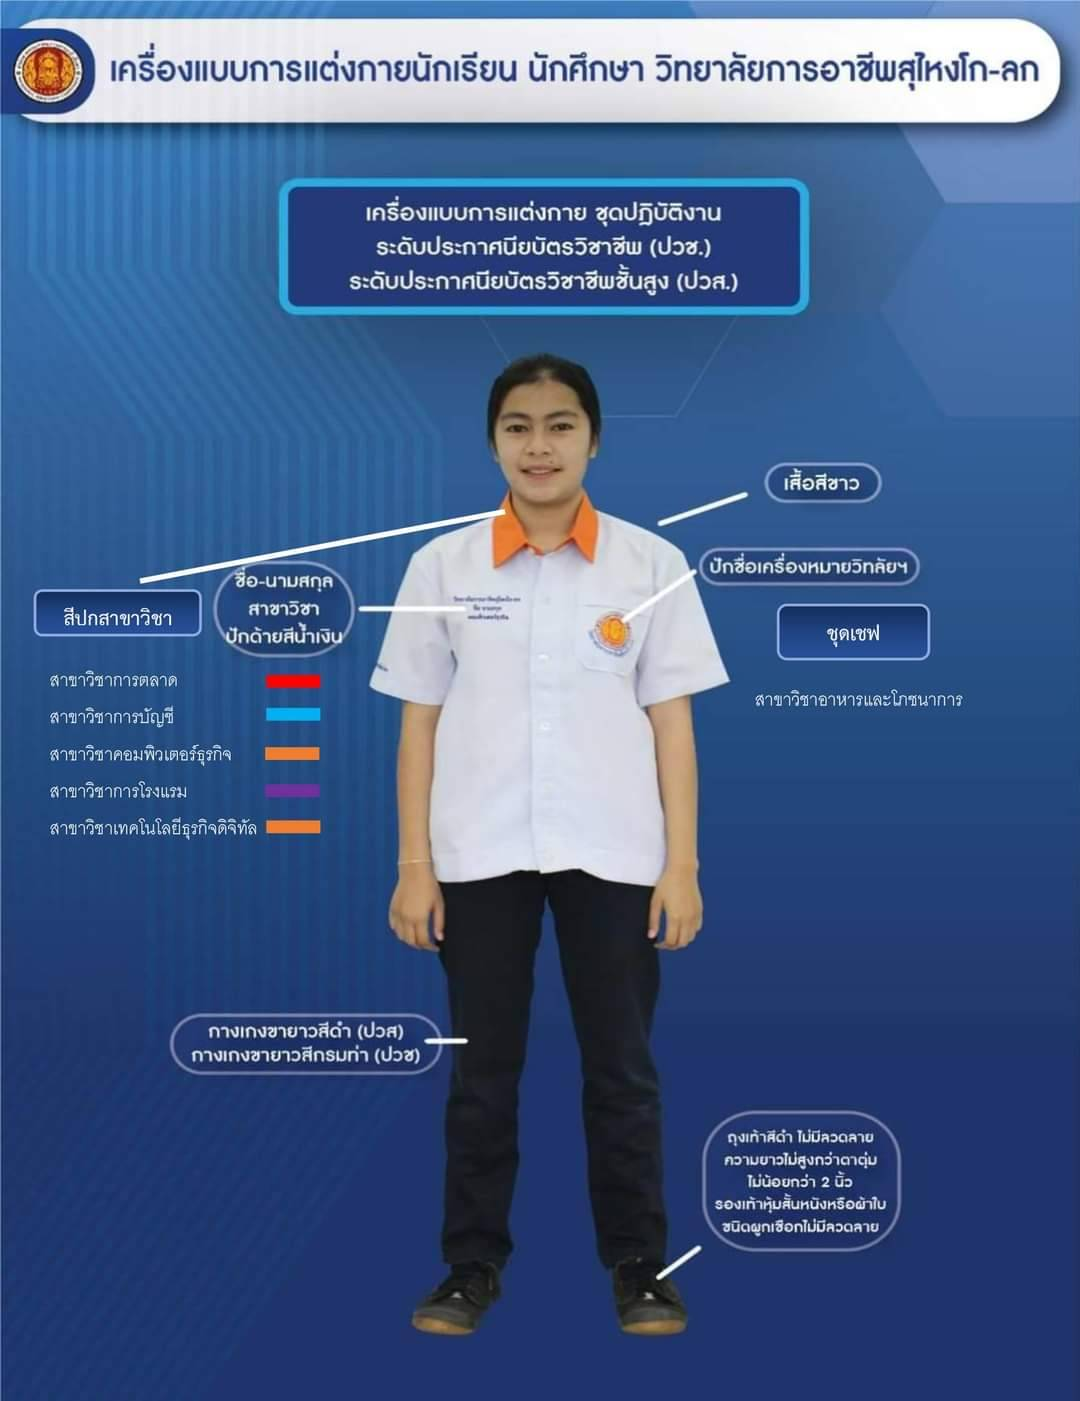 เครื่องแบบการแต่งกายนักเรียน นักศึกษา วิทยาลัยการอาชีพสุไหงโก-ลก
เครื่องแบบการแต่งกาย ชุดปฏิบัติงาน
ระดับประกาศนียบัตรวิชาชีพ (ปวช.)
ระดับประกาศนียบัตรวิชาชีพชั้นสูง (ปวส.)
เสื้อสีขาว
ปักชื่อเครื่องหมายวิทลัยฯ
ชื่อ-นามสกุล
สาขาวิชา
ปักด้ายสีน้ำเงิน
สีปกสาขาวิชา
สาขาวิชาการตลาด
สาขาวิชาการบัญชี
สาขาวิชาคอมพิวเตอร์ธุรกิจ
สาขาวิชาการโรงแรม
สาขาวิชาเทคโนโลยีธุรกิจดิจิทัล
ชุดเชฟ
สาขาวิชาอาหารและโภชนาการ
กางเกงขายาวสีดำ (ปวส)
กางเกงขายาวสีกรมท่า (ปวช)
ถุงเท้าสีดำ ไม่มีลวดลาย
ความยาวไม่สูงกว่าตาตุ่ม
ไม่น้อยกว่า 2 นิ้ว
รองเท้าหุ้มส้นหนังหรือผ้าใบ
ชนิดผูกเชือกไม่มีลวดลาย